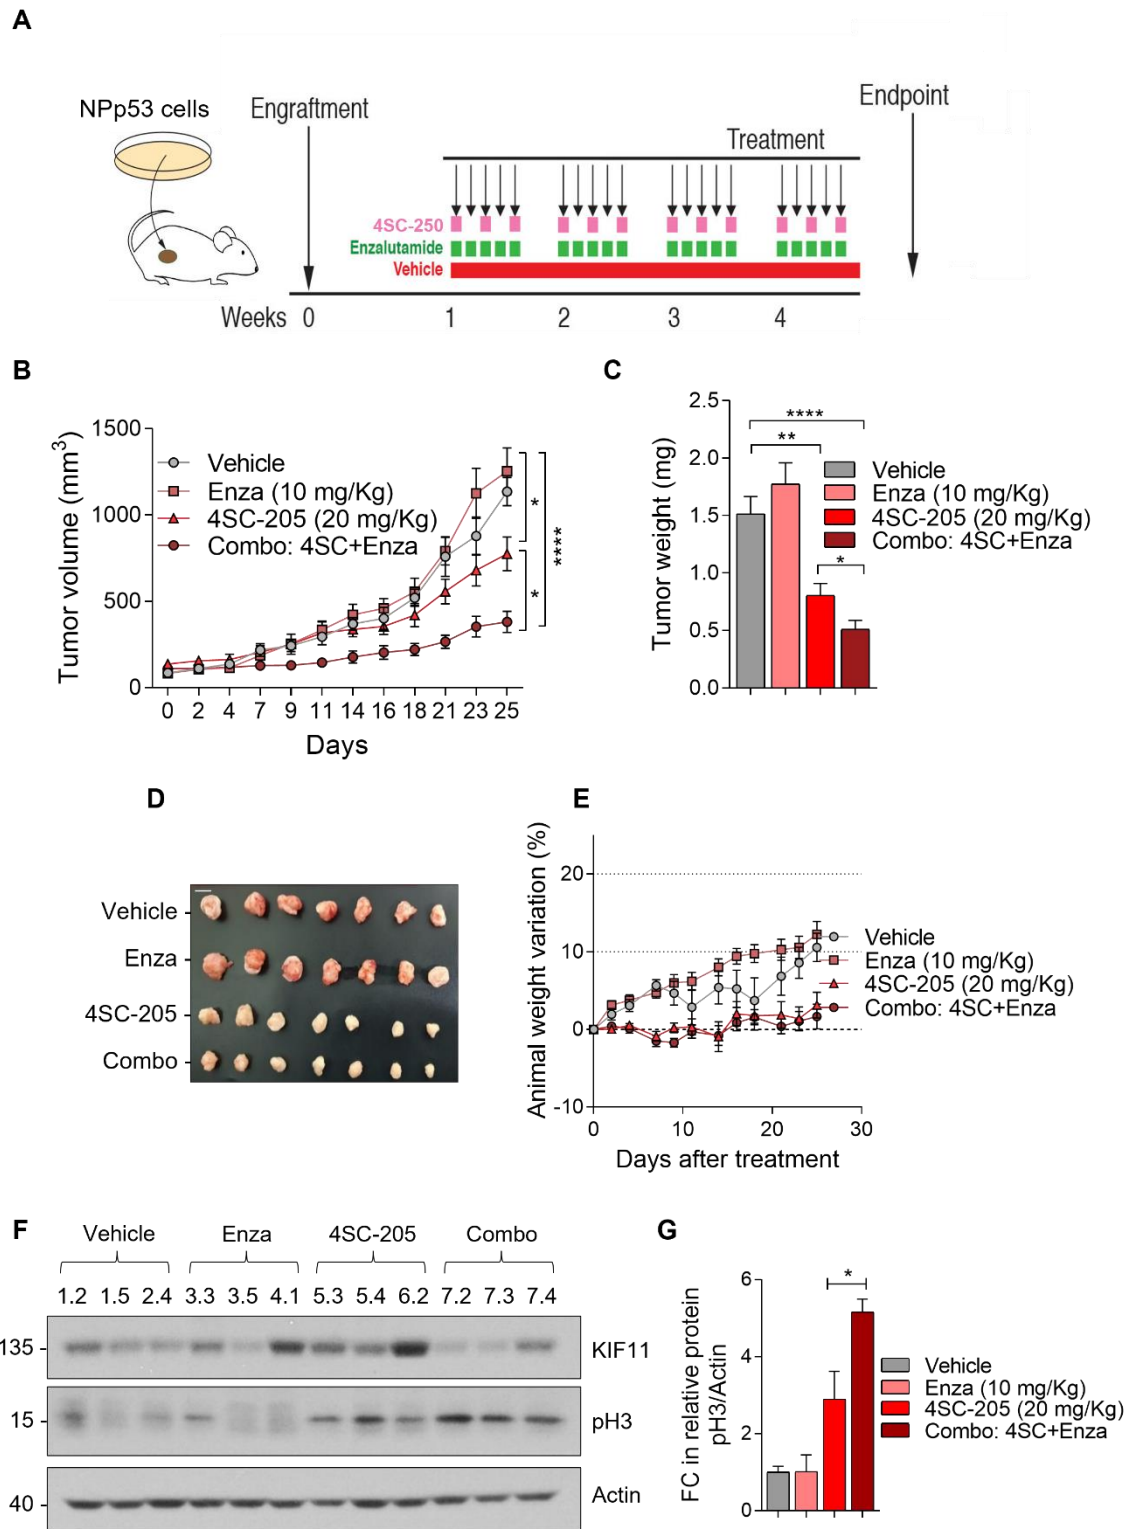 A
NPp53 cells
Engraftment
Endpoint
Treatment
4SC-250
Enzalutamide
Vehicle
Weeks 0 1 2 3 4
B
Tumor volume (mm3)
1500
1000
500
0
Vehicle
Enza (10 mg/Kg)
4SC-205 (20 mg/Kg)
Combo: 4SC+Enza
*
*
****
0 2 4 7 9 11 14 16 18 21 23 25
Days
C
Tumor weight (mg)
2.5
2.0
1.5
1.0
0.5
0.0
****
**
*
Vehicle
Enza (10 mg/Kg)
4SC-205 (20 mg/Kg)
Combo: 4SC+Enza
D
Vehicle
Enza
4SC-205
Combo
E
Animal weight variation (%)
20
10
0
-10
Vehicle
Enza (10 mg/Kg)
4SC-205 (20 mg/Kg)
Combo: 4SC+Enza
0 10 20 30
Days after treatment
F
Vehicle Enza 4SC-205 Combo
1.2 1.5 2.4 3.3 3.5 4.1 5.3 5.4 6.2 7.2 7.3 7.4
135 - KIF11
15 - pH3
40 - Actin
G
FC in relative protein
pH3/Actin
6
4
2
0
*
Vehicle
Enza (10 mg/Kg)
4SC-205 (20 mg/Kg)
Combo: 4SC+Enza